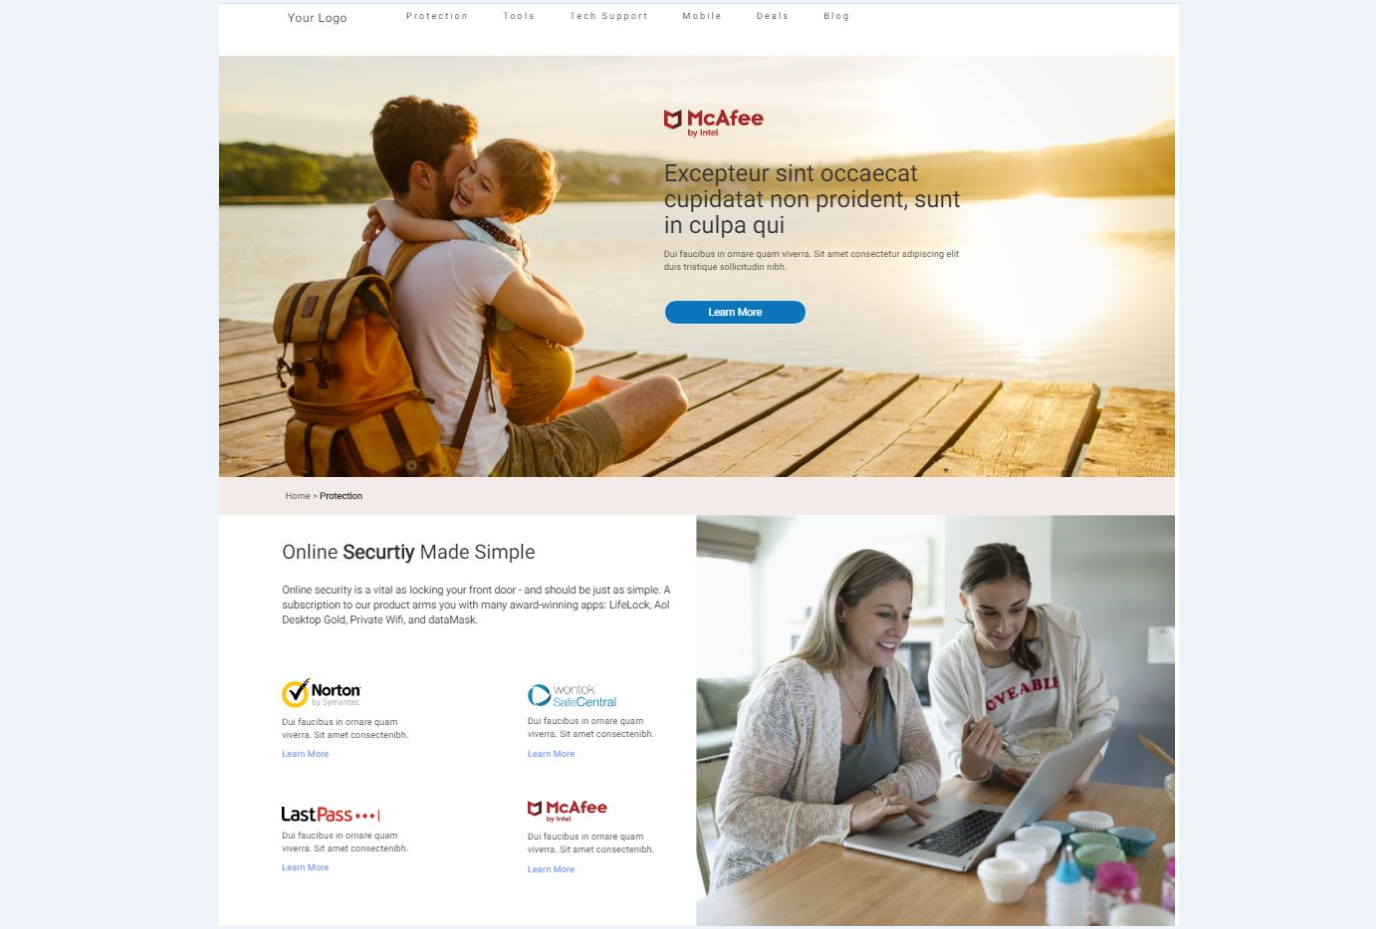 Your Logo
Protection
Tools
Tech Support
Mobile
Deals
Blog
McAfee
by Intel
Excepteur sint occaecat
cupidatat non proident, sunt
in culpa qui
Dui faucibus in ornare quam viverra. Sit amet consectetur adipiscing elit
duis tristique sollicitudin nibh.
Learn More
Home > Protection
Online Securtiy Made Simple
Online security is a vital as locking your front door - and should be just as simple. A
subscription to our product arms you with many award-winning apps: LifeLock, Aol
Desktop Gold, Private Wifi, and dataMask.
Norton
by Symantec
Dui faucibus in ornare quam
viverra. Sit amet consectenibh.
Learn More
wontok
SafeCentral
Dui faucibus in ornare quam
viverra. Sit amet consectenibh.
Learn More
LastPass
Dui faucibus in ornare quam
viverra. Sit amet consectenibh.
Learn More
McAfee
by Intel
Dui faucibus in ornare quam
viverra. Sit amet consectenibh.
Learn More
OVEABLE